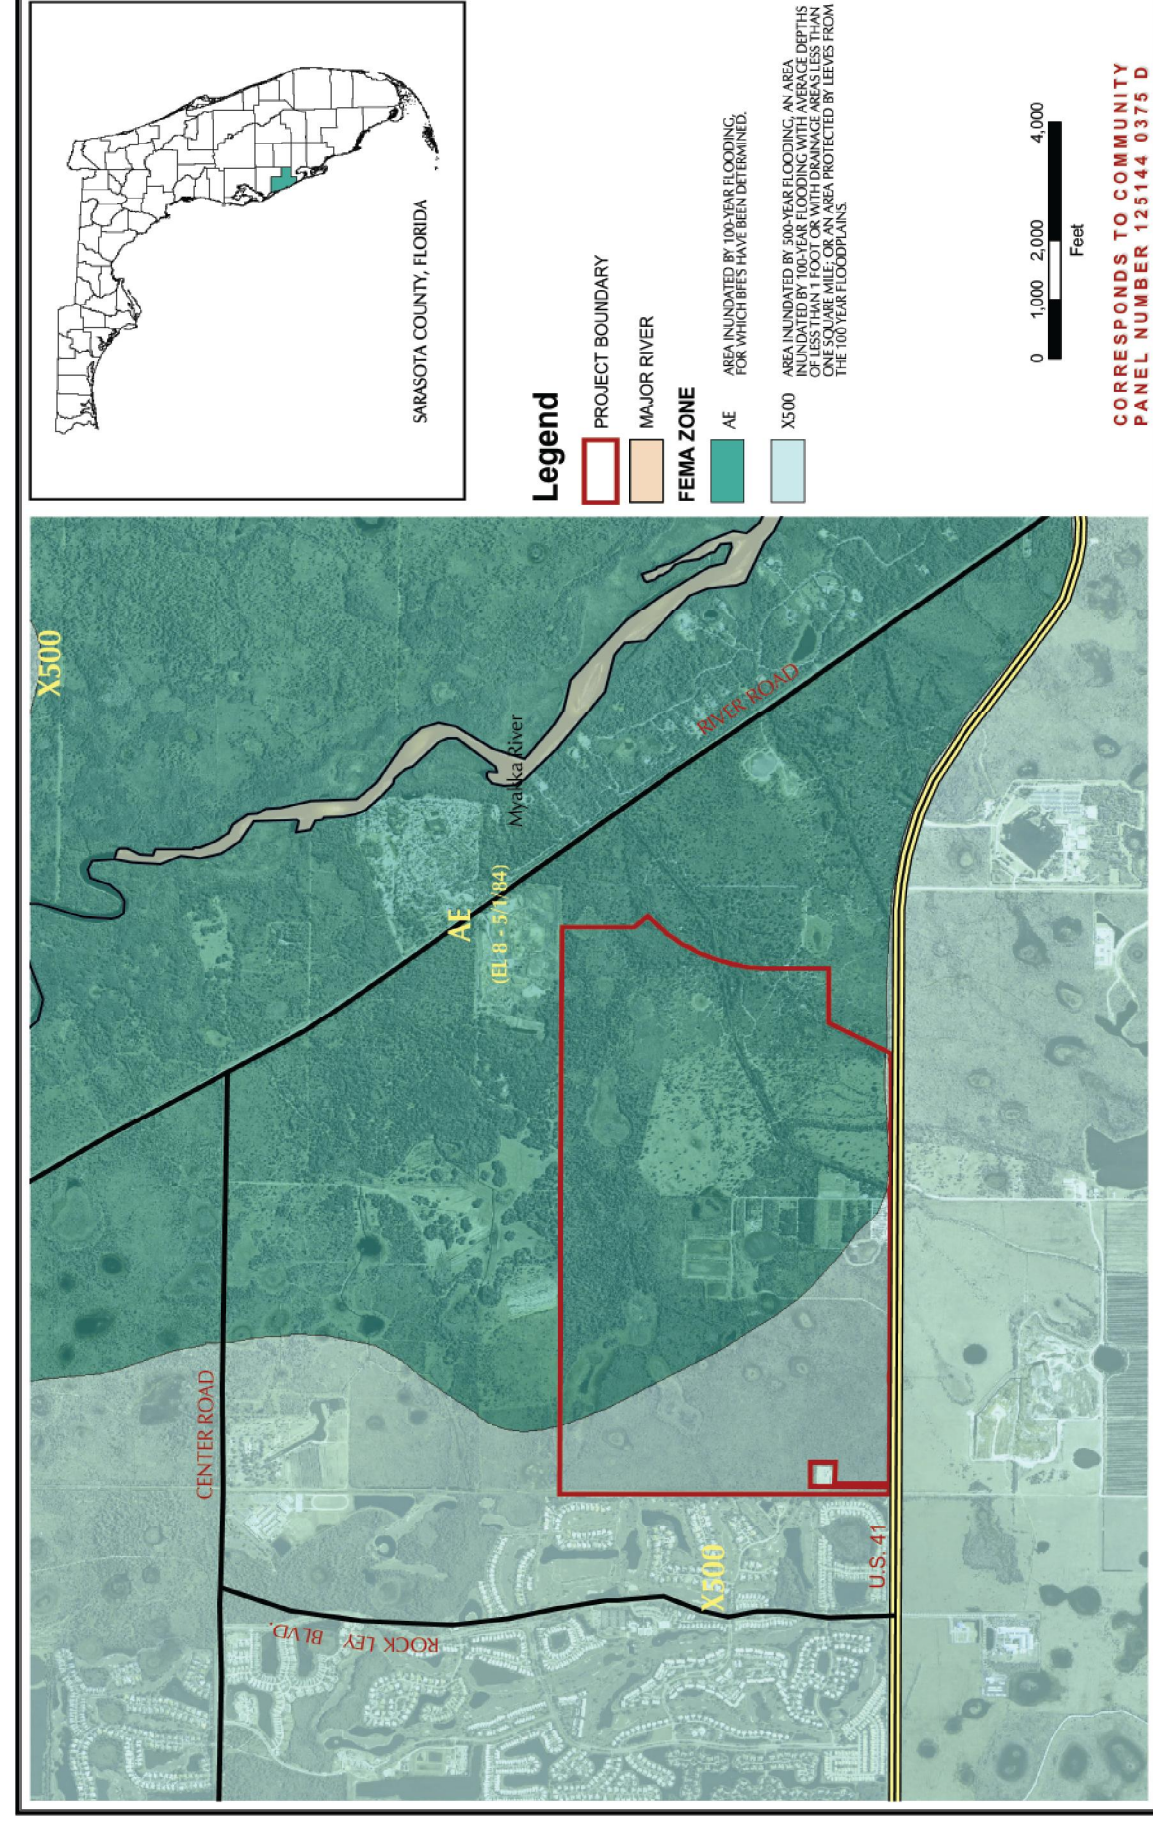 SARASOTA COUNTY, FLORIDA
Legend
PROJECT BOUNDARY
MAJOR RIVER
FEMA ZONE
AE
AREA INUNDATED BY 100-YEAR FLOODING,
FOR WHICH BFE'S HAVE BEEN DETERMINED.
X500
AREA INUNDATED BY 500-YEAR FLOODING, AN AREA
INUNDATED BY 100-YEAR FLOODING WITH AVERAGE DEPTHS
OF LESS THAN 1 FOOT OR WITH DRAINAGE AREAS LESS THAN
ONE SQUARE MILE; OR AN AREA PROTECTED BY LEVEES FROM
THE 100 YEAR FLOODPLAINS.
0 1,000 2,000 4,000
Feet
CORRESPONDS TO COMMUNITY
PANEL NUMBER 125144 0375 D
X500
CENTER ROAD
ROCK LEY BLVD.
AE
(EL 8 - 5/1/84)
Myakka River
RIVER ROAD
X500
U.S. 41